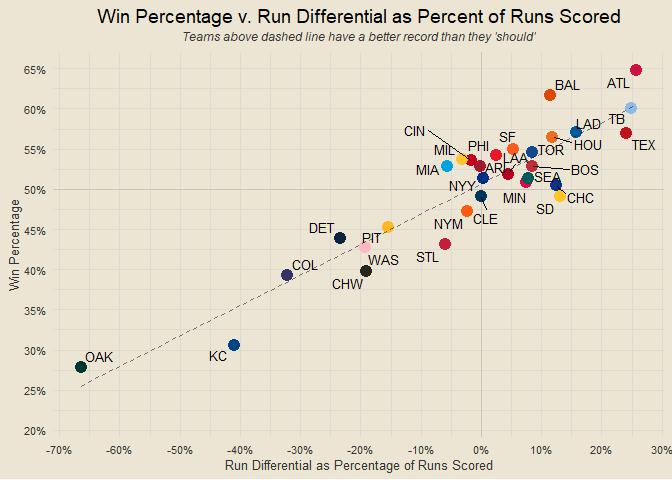 Win Percentage v. Run Differential as Percent of Runs Scored
Teams above dashed line have a better record than they 'should'
65%
60%
55%
50%
45%
40%
35%
30%
25%
20%
Win Percentage
ATL
BAL
TB
LAD
TEX
HOU
SF
TOR
CIN
PHI
MIL
MIA
ARI
LAA
BOS
NYY
SEA
MIN
CHC
SD
CLE
NYM
STL
DET
PIT
WAS
CHW
COL
KC
OAK
-70%
-60%
-50%
-40%
-30%
-20%
-10%
0%
10%
20%
30%
Run Differential as Percentage of Runs Scored